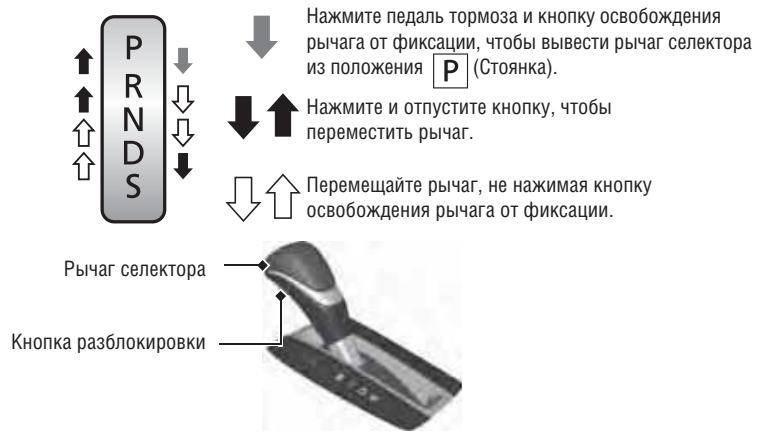 P
R
N
D
S
Нажмите педаль тормоза и кнопку освобождения
рычага от фиксации, чтобы вывести рычаг селектора
из положения P (Стоянка).
Нажмите и отпустите кнопку, чтобы
переместить рычаг.
Перемещайте рычаг, не нажимая кнопку
освобождения рычага от фиксации.
Рычаг селектора
Кнопка разблокировки